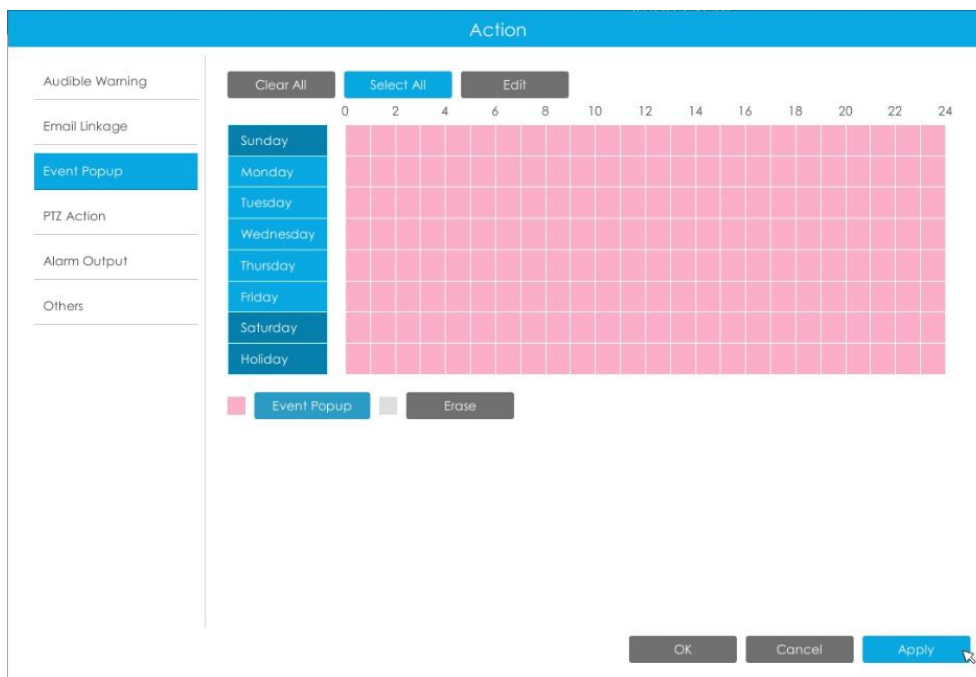 Action
Audible Warning
Email Linkage
Event Popup
PTZ Action
Alarm Output
Others
Clear All Select All Edit
0 2 4 6 8 10 12 14 16 18 20 22 24
Sunday
Monday
Tuesday
Wednesday
Thursday
Friday
Saturday
Holiday
Event Popup Erase
OK Cancel Apply